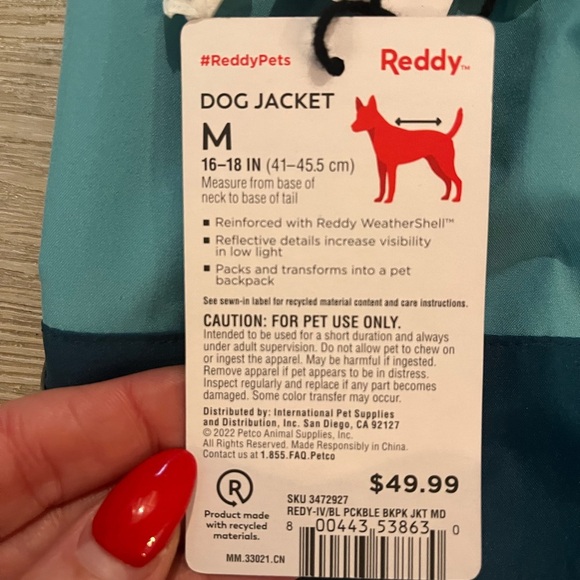 #ReddyPets
Reddy™
DOG JACKET
M
16–18 IN (41–45.5 cm)
Measure from base of
neck to base of tail
▪ Reinforced with Reddy WeatherShell™
▪ Reflective details increase visibility
in low light
▪ Packs and transforms into a pet
backpack
See sewn-in label for recycled material content and care instructions.
CAUTION: FOR PET USE ONLY.
Intended to be used for a short duration and always
under adult supervision. Do not allow pet to chew on
or ingest the apparel. May be harmful if ingested.
Remove apparel if pet appears to be in distress.
Inspect regularly and replace if any part becomes
damaged. Some color transfer may occur.
Distributed by: International Pet Supplies
and Distribution, Inc. San Diego, CA 92127
© 2022 Petco Animal Supplies, Inc.
All Rights Reserved. Made Responsibly in China.
Contact us at 1.855.FAQ.Petco
R
Product made
with recycled
materials.
MM.33021.CN
$49.99
SKU 3472927
REDY-IV/BL PCKBLE BKPK JKT MD
8 00443 53863 0